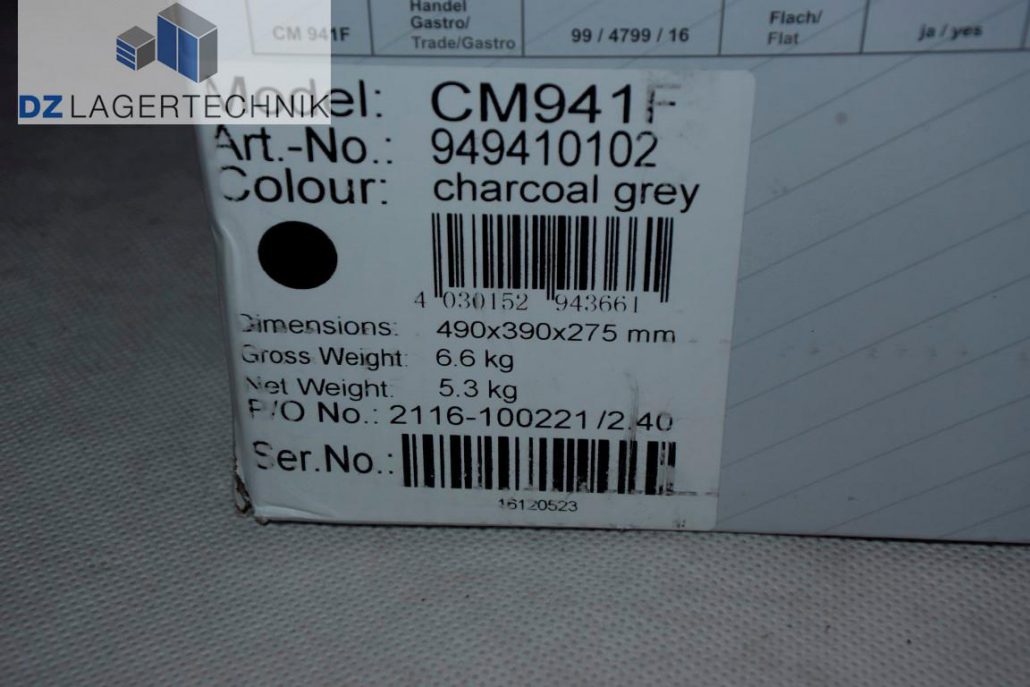 Handel
Gastro/
Trade/Gastro
CM 941F
99 / 4799 / 16
Flach/
Flat
ja / yes
DZ LAGERTECHNIK
Model: CM941F
Art.-No.: 949410102
Colour: charcoal grey
4 030152 943661
Dimensions: 490x390x275 mm
Gross Weight: 6.6 kg
Net Weight: 5.3 kg
P/O No.: 2116-100221/2.40
Ser.No.:
16120523